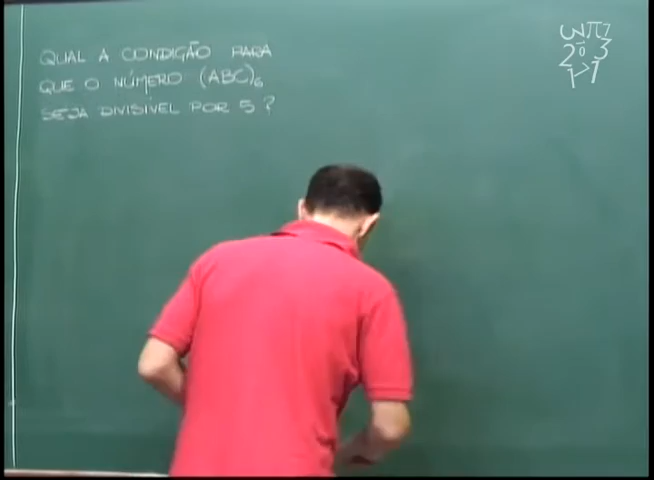 QUAL A CONDIÇÃO PARA
QUE O NÚMERO (ABC)₆
SEJA DIVISÍVEL POR 5?